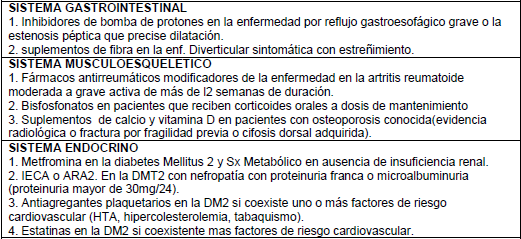 SISTEMA GASTROINTESTINAL
1. Inhibidores de bomba de protones en la enfermedad por reflujo gastroesofágico grave o la
estenosis péptica que precise dilatación.
2. suplementos de fibra en la enf. Diverticular sintomática con estreñimiento.
SISTEMA MUSCULOESQUELETICO
1. Fármacos antirreumáticos modificadores de la enfermedad en la artritis reumatoide
moderada a grave activa de más de l2 semanas de duración.
2. Bisfosfonatos en pacientes que reciben corticoides orales a dosis de mantenimiento
3. Suplementos de calcio y vitamina D en pacientes con osteoporosis conocida(evidencia
radiológica o fractura por fragilidad previa o cifosis dorsal adquirida).
SISTEMA ENDOCRINO
1. Metfromina en la diabetes Mellitus 2 y Sx Metabólico en ausencia de insuficiencia renal.
2. IECA o ARA2. En la DMT2 con nefropatía con proteinuria franca o microalbuminuria
(proteinuria mayor de 30mg/24).
3. Antiagregantes plaquetarios en la DM2 si coexiste uno o más factores de riesgo
cardiovascular (HTA, hipercolesterolemia, tabaquismo).
4. Estatinas en la DM2 si coexistente mas factores de riesgo cardiovascular.